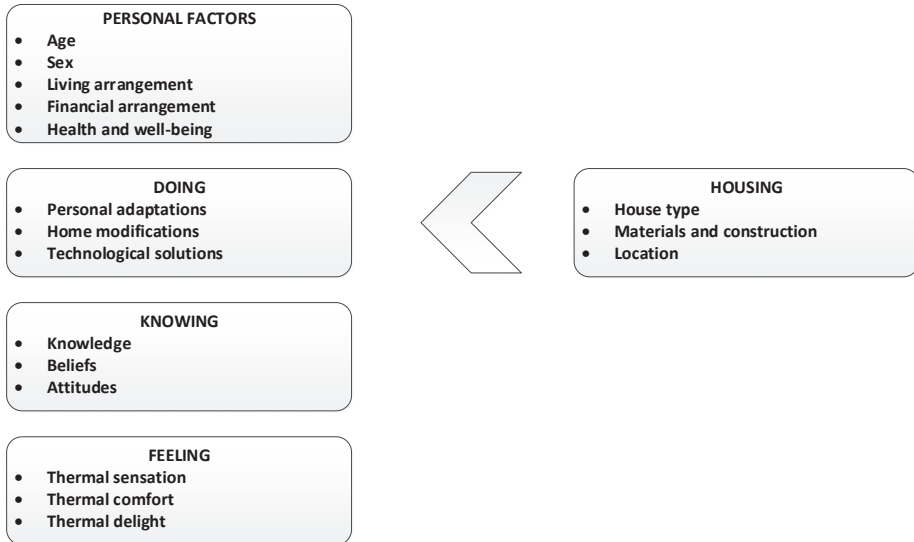 PERSONAL FACTORS
• Age
• Sex
• Living arrangement
• Financial arrangement
• Health and well-being
DOING
• Personal adaptations
• Home modifications
• Technological solutions
HOUSING
• House type
• Materials and construction
• Location
KNOWING
• Knowledge
• Beliefs
• Attitudes
FEELING
• Thermal sensation
• Thermal comfort
• Thermal delight